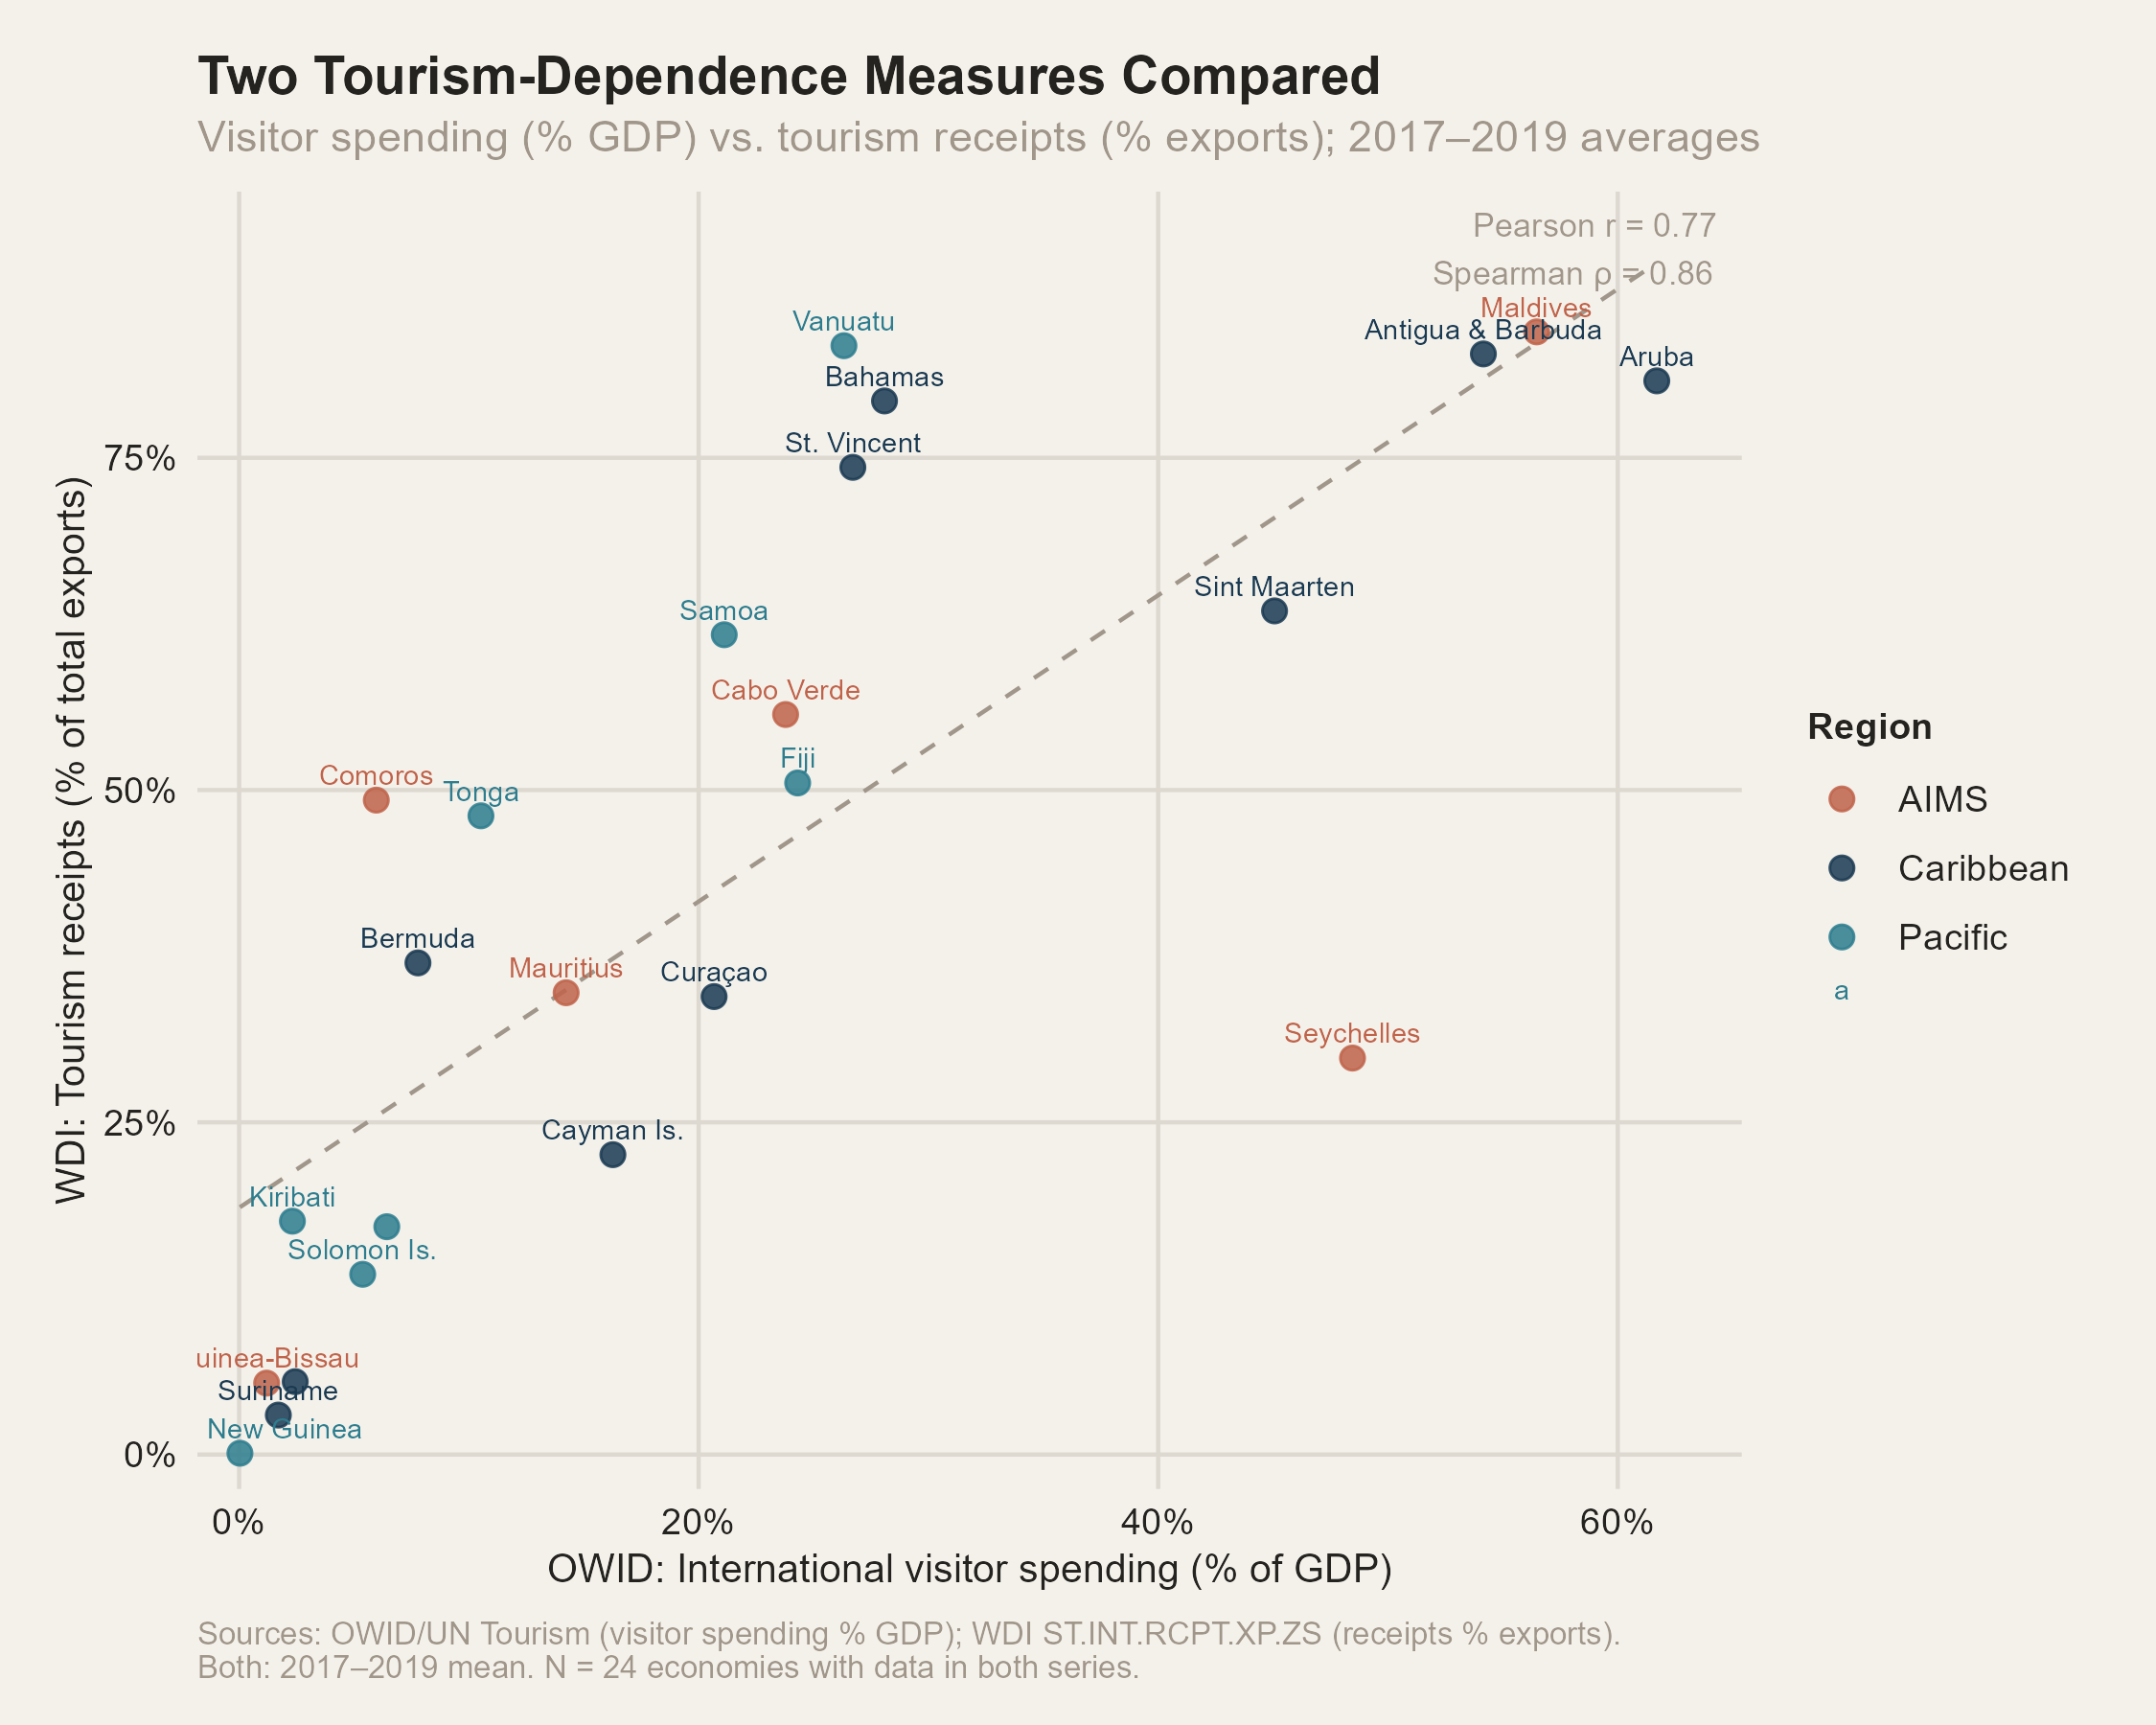 Two Tourism-Dependence Measures Compared
Visitor spending (% GDP) vs. tourism receipts (% exports); 2017–2019 averages
Pearson r = 0.77
Spearman ρ = 0.86
Maldives
Vanuatu
Antigua & Barbuda
Aruba
Bahamas
St. Vincent
75%
Sint Maarten
Samoa
Cabo Verde
Fiji
Comoros
Tonga
50%
Bermuda
Mauritius
Curaçao
Seychelles
Cayman Is.
25%
Kiribati
Solomon Is.
uinea-Bissau
Suriname
New Guinea
0%
WDI: Tourism receipts (% of total exports)
0%
20%
40%
60%
OWID: International visitor spending (% of GDP)
Region
AIMS
Caribbean
Pacific
a
Sources: OWID/UN Tourism (visitor spending % GDP); WDI ST.INT.RCPT.XP.ZS (receipts % exports).
Both: 2017–2019 mean. N = 24 economies with data in both series.